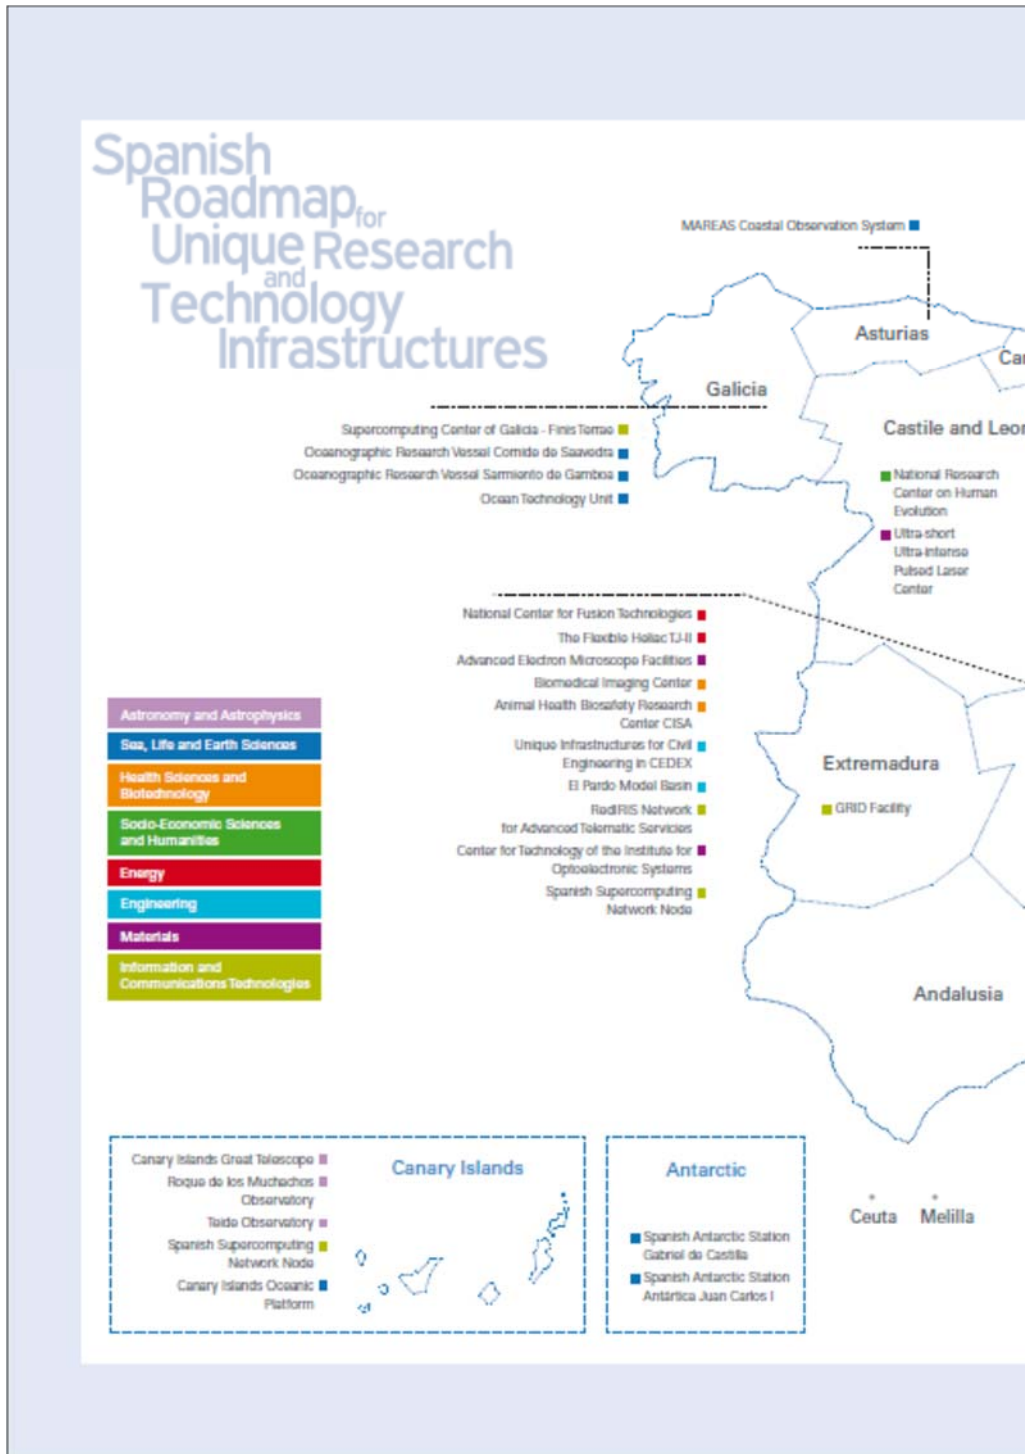 Spanish
Roadmap for
Unique Research
and
Technology
Infrastructures
MAREAS Coastal Observation System
Asturias
Galicia
Castile and Leon
Supercomputing Center of Galicia - Finis Terrae
Oceanographic Research Vessel Cornide de Saavedra
Oceanographic Research Vessel Sarmiento de Gamboa
Ocean Technology Unit
National Research
Center on Human
Evolution
Ultra-short
Ultra-intense
Pulsed Laser
Center
National Center for Fusion Technologies
The Flexible Heliac TJ-II
Advanced Electron Microscope Facilities
Biomedical Imaging Center
Animal Health Biosafety Research
Center CISA
Unique Infrastructures for Civil
Engineering in CEDEX
El Pardo Model Basin
RedIRIS Network
for Advanced Telematic Servicies
Center for Technology of the Institute for
Optoelectronic Systems
Spanish Supercomputing
Network Node
Astronomy and Astrophysics
Sea, Life and Earth Sciences
Health Sciences and
Biotechnology
Socio-Economic Sciences
and Humanities
Energy
Engineering
Materials
Information and
Communications Technologies
Extremadura
GRID Facility
Andalusia
Canary Islands Great Telescope
Roque de los Muchachos
Observatory
Teide Observatory
Spanish Supercomputing
Network Node
Canary Islands Oceanic
Platform
Canary Islands
Antarctic
Spanish Antarctic Station
Gabriel de Castilla
Spanish Antarctic Station
Antártica Juan Carlos I
Ceuta Melilla